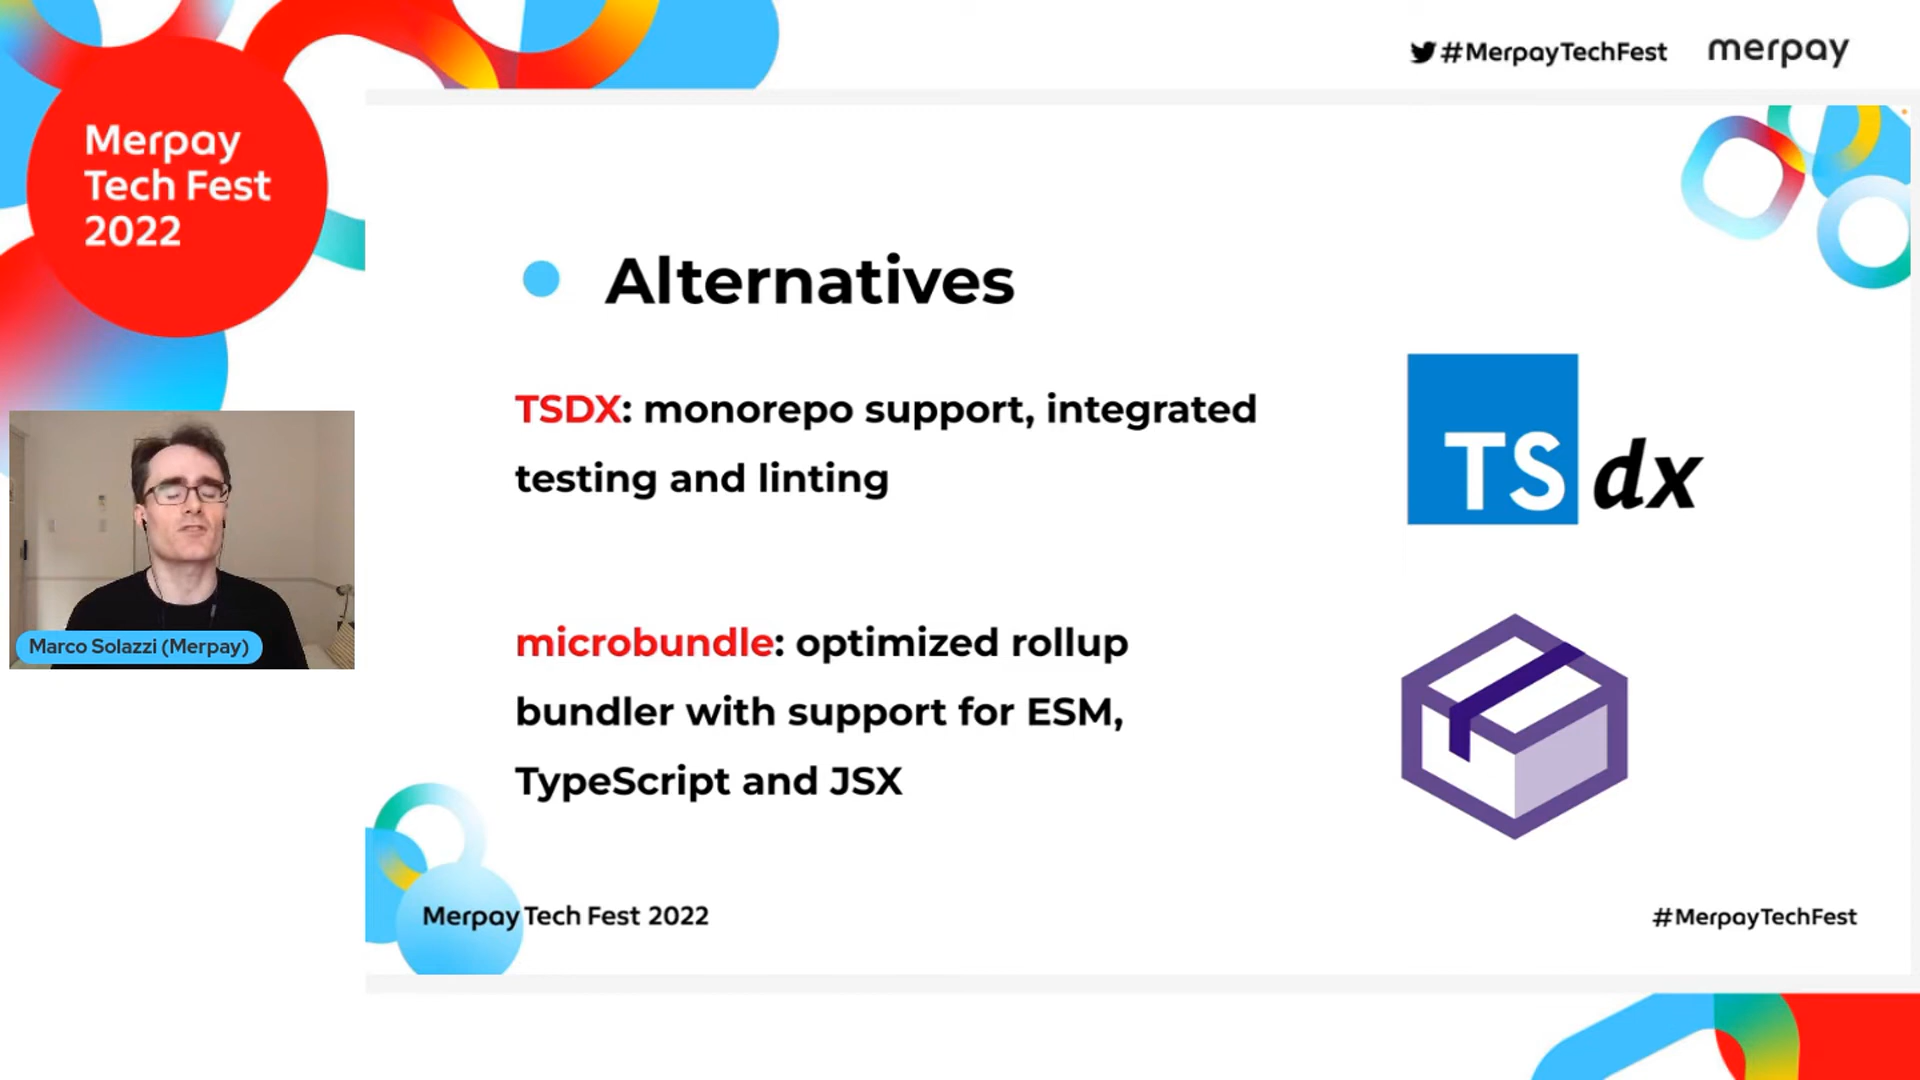 #MerpayTechFest merpay
Merpay
Tech Fest
2022
Alternatives
TSDX: monorepo support, integrated
testing and linting
TS dx
microbundle: optimized rollup
bundler with support for ESM,
TypeScript and JSX
Marco Solazzi (Merpay)
Merpay Tech Fest 2022
#MerpayTechFest